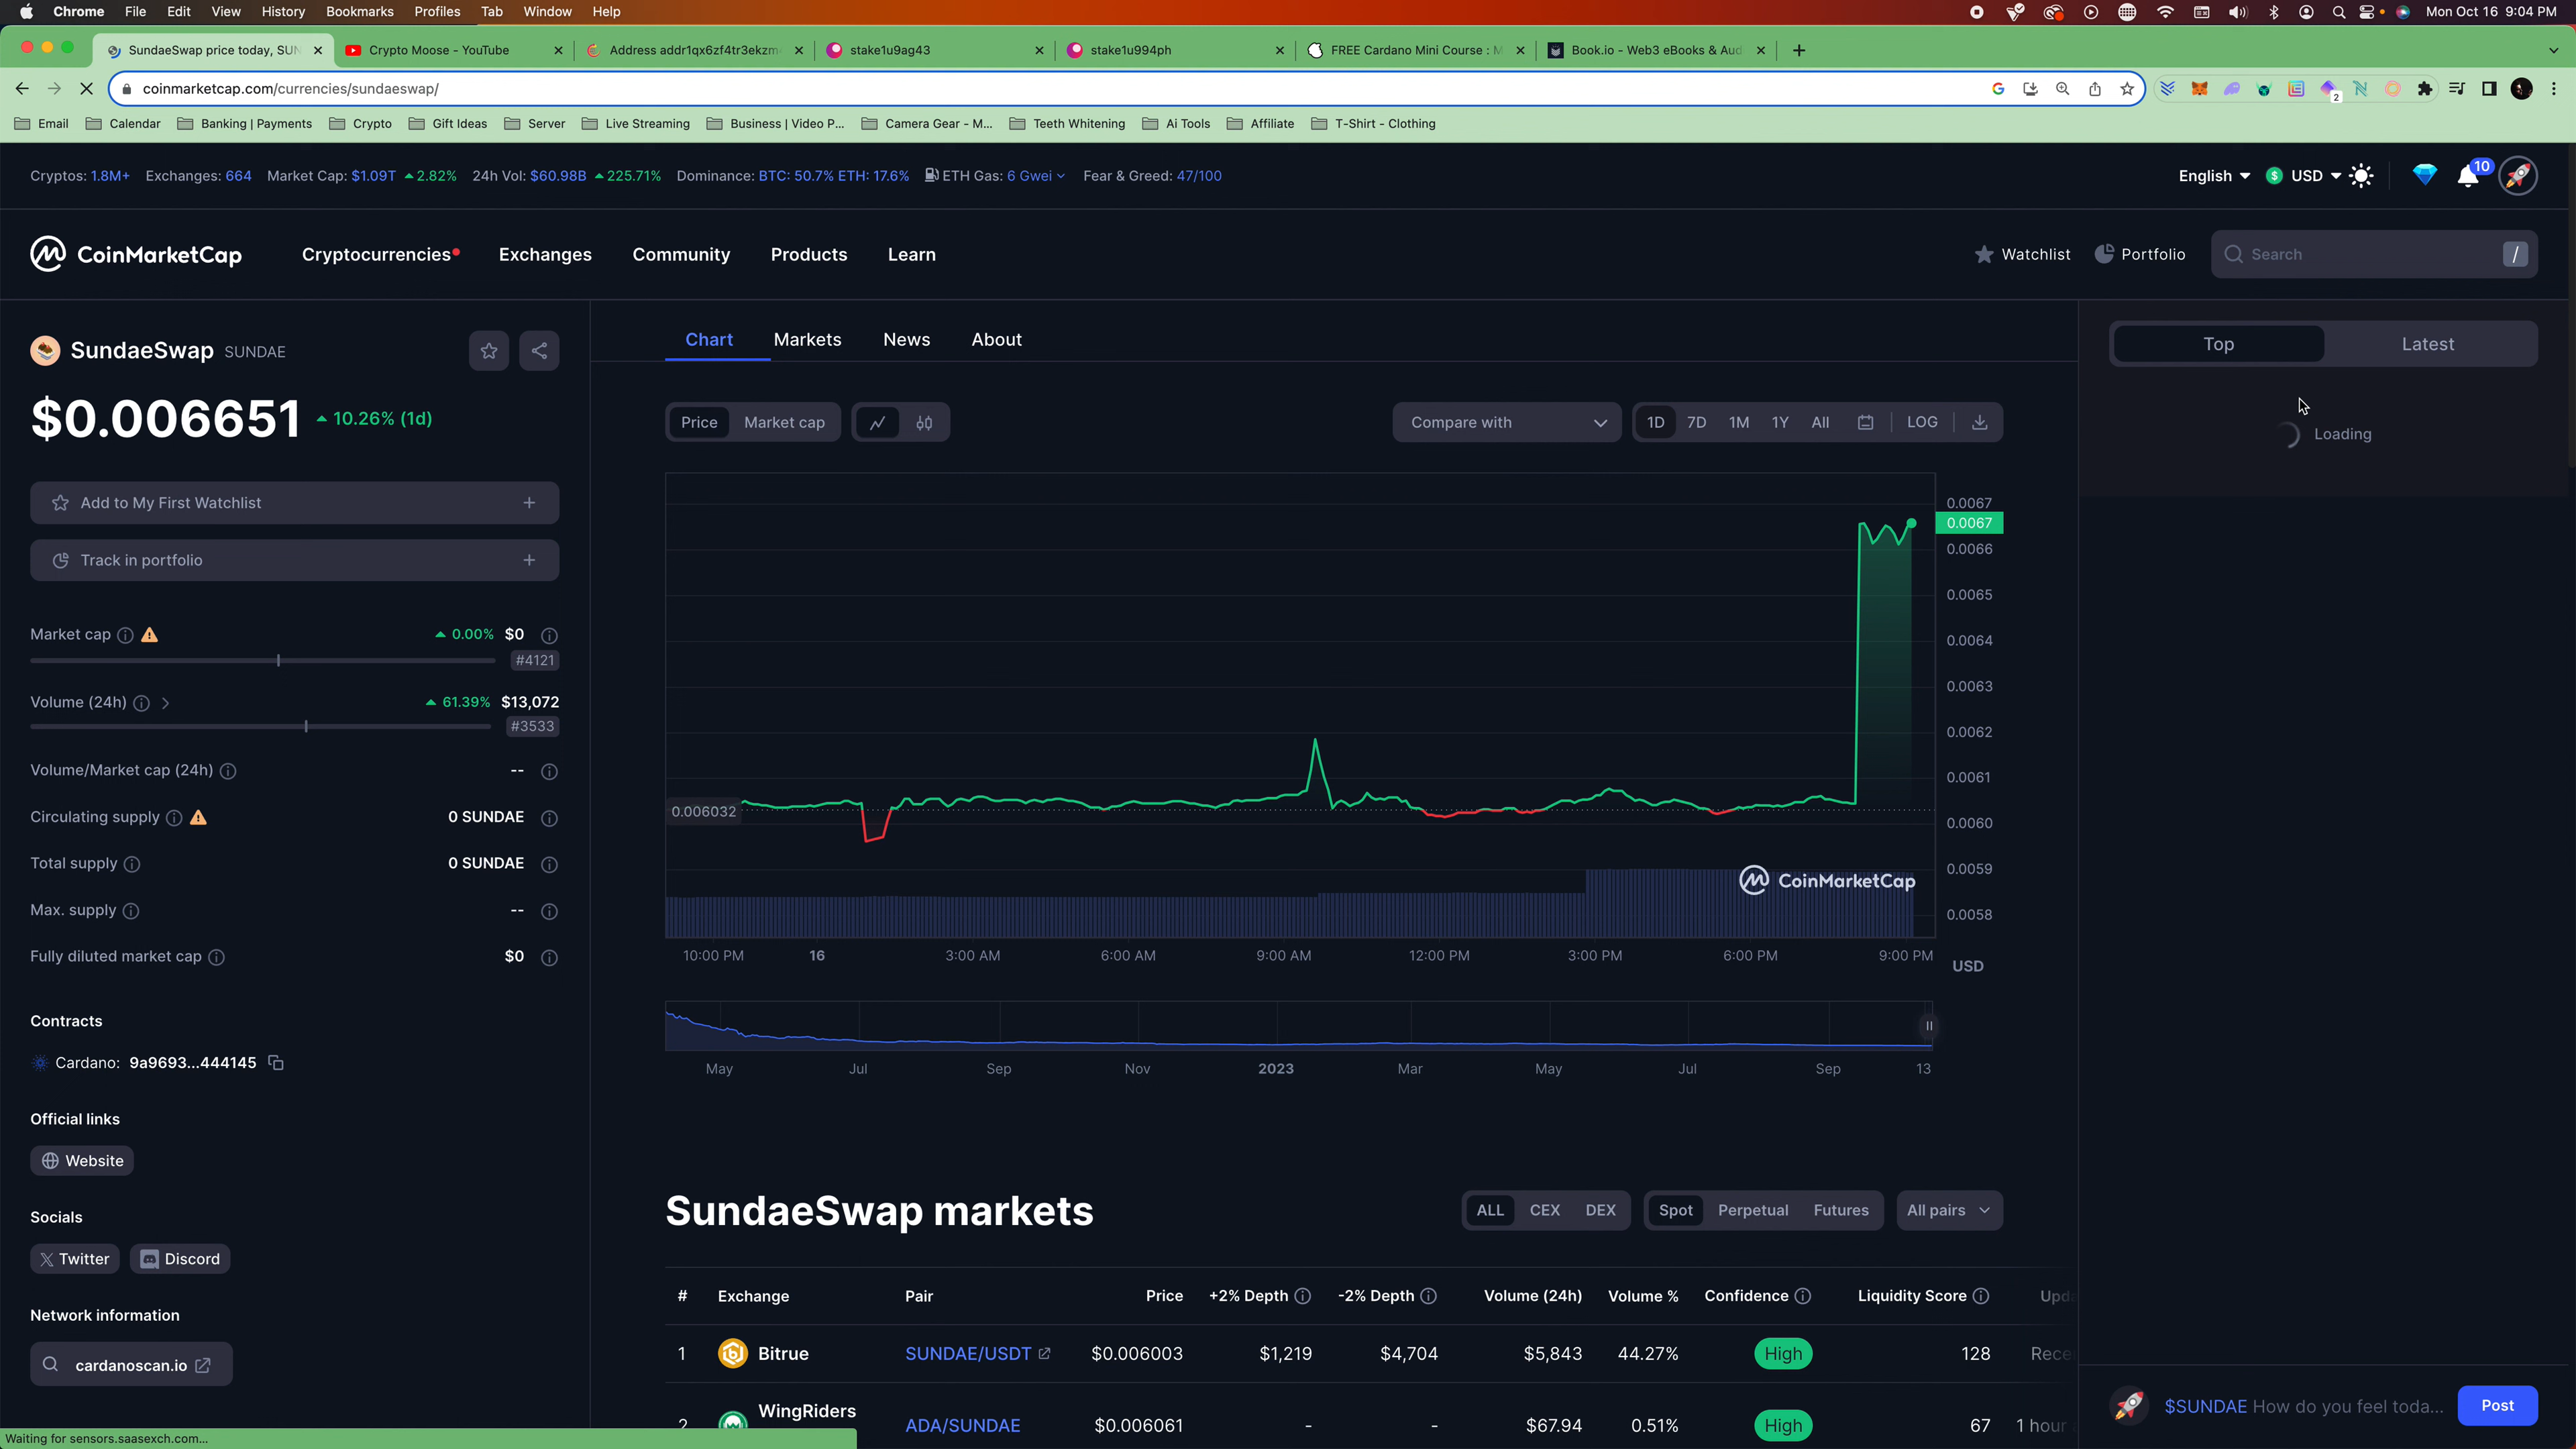 Chrome File Edit View History Bookmarks Profiles Tab Window Help Mon Oct 16 9:04 PM
SundaeSwap price today, SUN Crypto Moose - YouTube Address addr1qx6zf4tr3ekzm stake1u9ag43 stake1u994ph FREE Cardano Mini Course : M Book.io - Web3 eBooks & Aud
coinmarketcap.com/currencies/sundaeswap/ 2
Email Calendar Banking | Payments Crypto Gift Ideas Server Live Streaming Business | Video P... Camera Gear - M... Teeth Whitening Ai Tools Affiliate T-Shirt - Clothing
Cryptos: 1.8M+ Exchanges: 664 Market Cap: $1.09T 2.82% 24h Vol: $60.98B 225.71% Dominance: BTC: 50.7% ETH: 17.6% ETH Gas: 6 Gwei Fear & Greed: 47/100 English USD 10
CoinMarketCap Cryptocurrencies Exchanges Community Products Learn Watchlist Portfolio Search /
SundaeSwap SUNDAE
$0.006651 10.26% (1d)
Add to My First Watchlist +
Track in portfolio +
Market cap 0.00% $0
#4121
Volume (24h) 61.39% $13,072
#3533
Volume/Market cap (24h) --
Circulating supply 0 SUNDAE
Total supply 0 SUNDAE
Max. supply --
Fully diluted market cap $0
Contracts
Cardano: 9a9693...444145
Official links
Website
Socials
Twitter Discord
Network information
cardanoscan.io
Chart Markets News About
Price Market cap Compare with 1D 7D 1M 1Y All LOG
0.0067
0.0067
0.0066
0.0065
0.0064
0.0063
0.0062
0.0061
0.006032
0.0060
0.0059
CoinMarketCap
0.0058
10:00 PM 16 3:00 AM 6:00 AM 9:00 AM 12:00 PM 3:00 PM 6:00 PM 9:00 PM
USD
May Jul Sep Nov 2023 Mar May Jul Sep 13
SundaeSwap markets ALL CEX DEX Spot Perpetual Futures All pairs
# Exchange Pair Price +2% Depth -2% Depth Volume (24h) Volume % Confidence Liquidity Score Upd
1 Bitrue SUNDAE/USDT $0.006003 $1,219 $4,704 $5,843 44.27% High 128 Rece
2 WingRiders ADA/SUNDAE $0.006061 - - $67.94 0.51% High 67 1 hour
Top Latest
Loading
$SUNDAE How do you feel toda... Post
Waiting for sensors.saasexch.com...